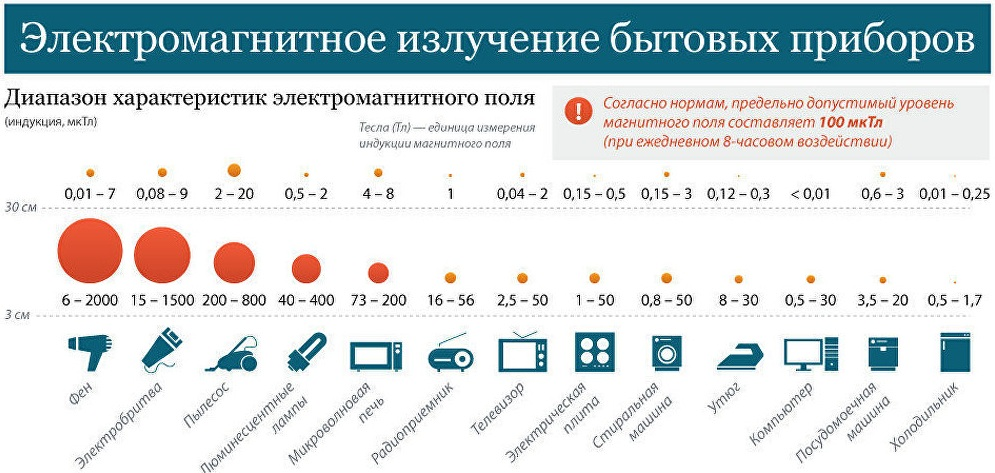 Электромагнитное излучение бытовых приборов
Диапазон характеристик электромагнитного поля
(индукция, мкТл)
Тесла (Тл) — единица измерения
индукции магнитного поля
!
Согласно нормам, предельно допустимый уровень
магнитного поля составляет 100 мкТл
(при ежедневном 8-часовом воздействии)
0,01 – 7 0,08 – 9 2 – 20 0,5 – 2 4 – 8 1 0,04 – 2 0,15 – 0,5 0,15 – 3 0,12 – 0,3 < 0,01 0,6 – 3 0,01 – 0,25
30 см
6 – 2000 15 – 1500 200 – 800 40 – 400 73 – 200 16 – 56 2,5 – 50 1 – 50 0,8 – 50 8 – 30 0,5 – 30 3,5 – 20 0,5 – 1,7
3 см
Фен
Электробритва
Пылесос
Люминесцентные
лампы
Микроволновая
печь
Радиоприемник
Телевизор
Электрическая
плита
Стиральная
машина
Утюг
Компьютер
Посудомоечная
машина
Холодильник